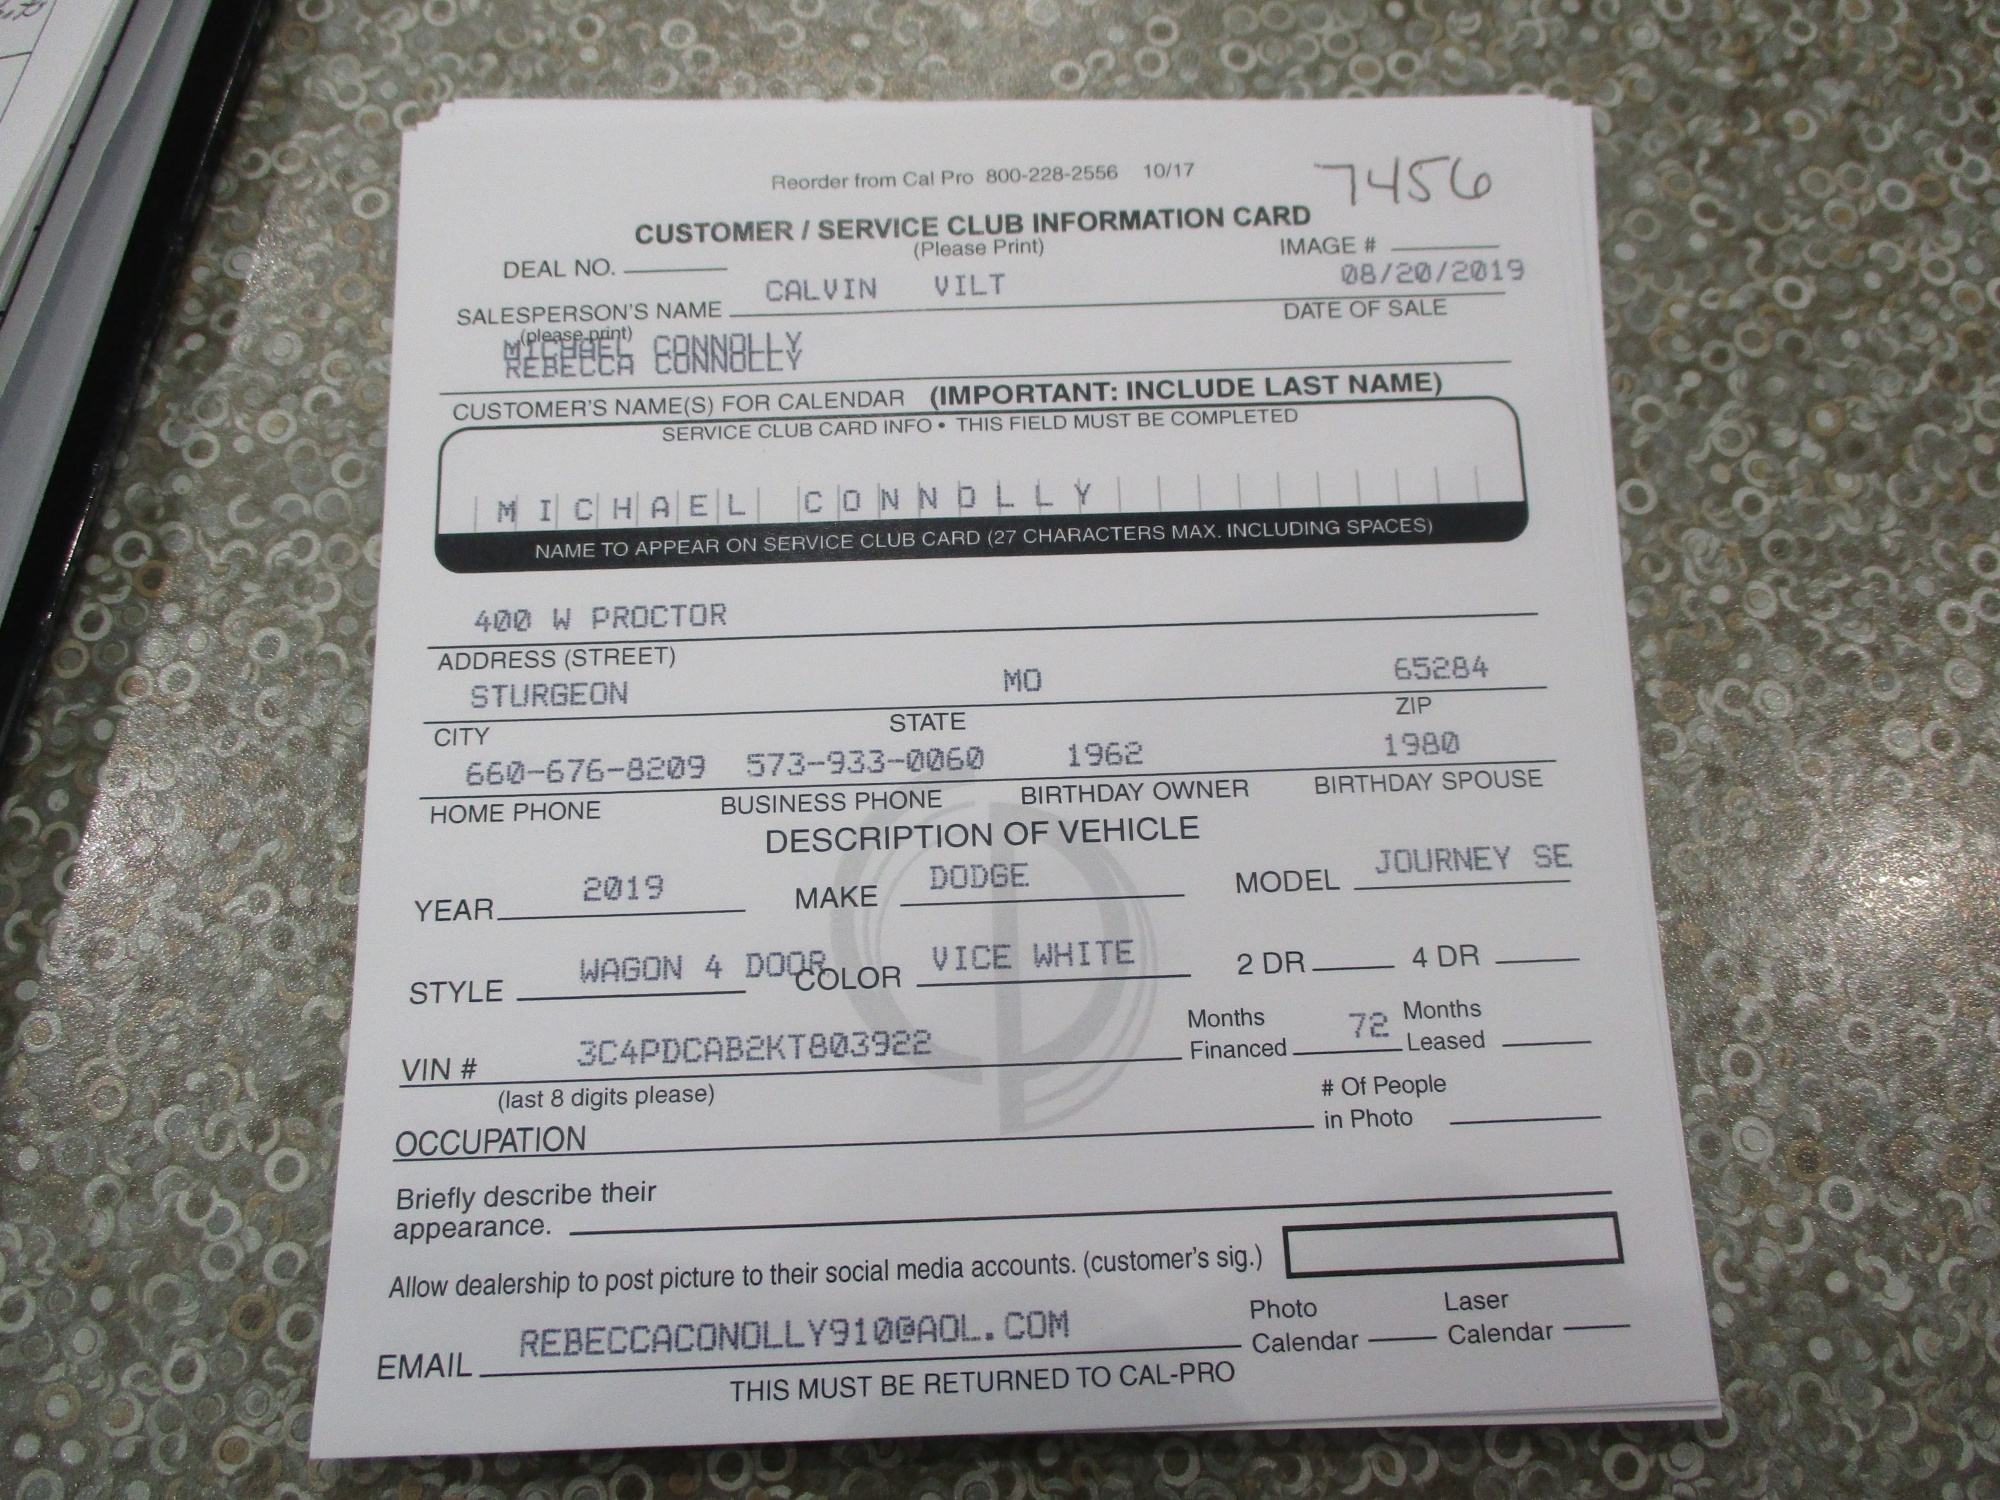 Reorder from Cal Pro 800-228-2556 10/17
7456
CUSTOMER / SERVICE CLUB INFORMATION CARD
(Please Print)
DEAL NO.
IMAGE #
CALVIN VILT
08/20/2019
SALESPERSON'S NAME
DATE OF SALE
(please print)
MICHAEL CONNOLLY
REBECCA CONNOLLY
CUSTOMER'S NAME(S) FOR CALENDAR (IMPORTANT: INCLUDE LAST NAME)
SERVICE CLUB CARD INFO • THIS FIELD MUST BE COMPLETED
MICHAEL CONNOLLY
NAME TO APPEAR ON SERVICE CLUB CARD (27 CHARACTERS MAX. INCLUDING SPACES)
400 W PROCTOR
ADDRESS (STREET)
STURGEON MO 65284
CITY STATE ZIP
660-676-8209 573-933-0060 1962 1980
HOME PHONE BUSINESS PHONE BIRTHDAY OWNER BIRTHDAY SPOUSE
DESCRIPTION OF VEHICLE
YEAR 2019 MAKE DODGE MODEL JOURNEY SE
STYLE WAGON 4 DOOR COLOR VICE WHITE 2 DR 4 DR
VIN # 3C4PDCAB2KT803922 Months Financed 72 Months Leased
(last 8 digits please)
OCCUPATION # Of People in Photo
Briefly describe their
appearance.
Allow dealership to post picture to their social media accounts. (customer's sig.)
EMAIL REBECCACONOLLY910@AOL.COM Photo Calendar Laser Calendar
THIS MUST BE RETURNED TO CAL-PRO